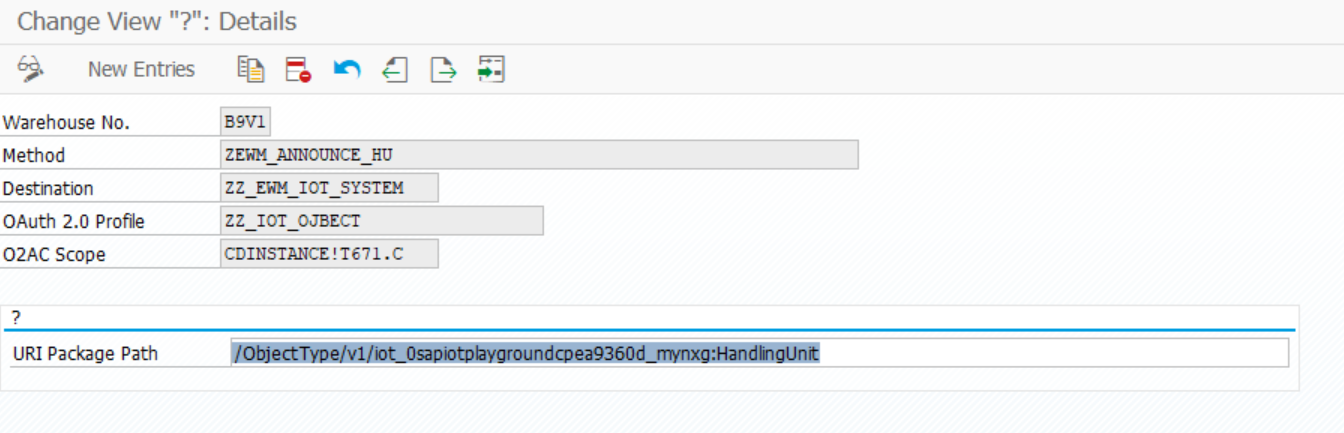 Change View "?": Details
New Entries
Warehouse No. B9V1
Method ZEWM_ANNOUNCE_HU
Destination ZZ_EWM_IOT_SYSTEM
OAuth 2.0 Profile ZZ_IOT_OJBECT
O2AC Scope CDINSTANCE!T671.C
?
URI Package Path /ObjectType/v1/iot_0sapiotplaygroundcpea9360d_mynxg:HandlingUnit